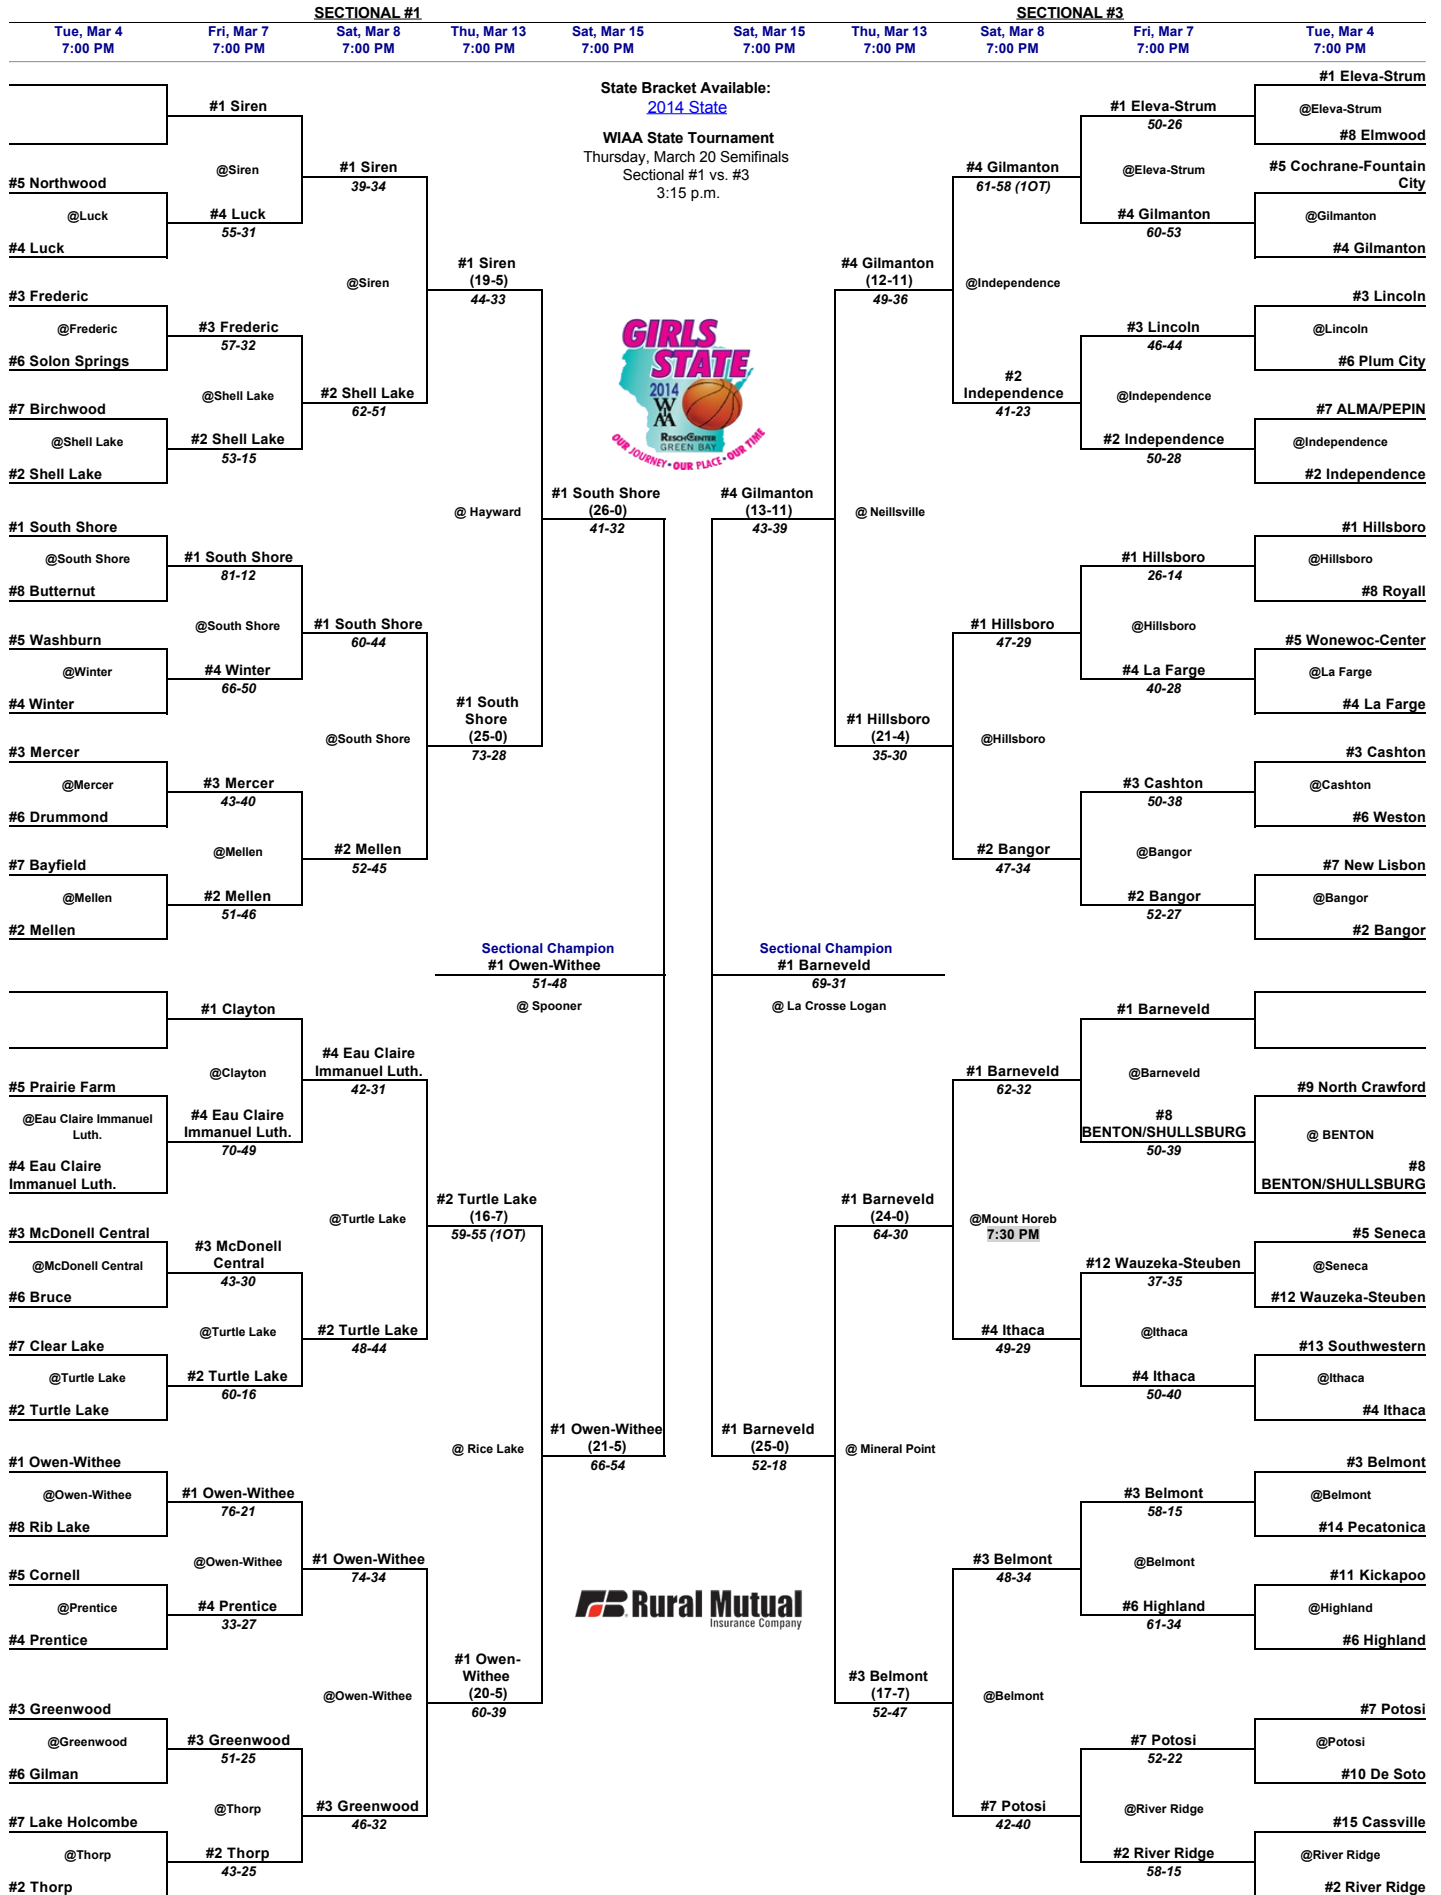 SECTIONAL #1
SECTIONAL #3
Tue, Mar 4
7:00 PM
Fri, Mar 7
7:00 PM
Sat, Mar 8
7:00 PM
Thu, Mar 13
7:00 PM
Sat, Mar 15
7:00 PM
Sat, Mar 15
7:00 PM
Thu, Mar 13
7:00 PM
Sat, Mar 8
7:00 PM
Fri, Mar 7
7:00 PM
Tue, Mar 4
7:00 PM
State Bracket Available:
2014 State
WIAA State Tournament
Thursday, March 20 Semifinals
Sectional #1 vs. #3
3:15 p.m.
#5 Northwood
@Luck
#4 Luck
#3 Frederic
@Frederic
#6 Solon Springs
#7 Birchwood
@Shell Lake
#2 Shell Lake
#1 South Shore
@South Shore
#8 Butternut
#5 Washburn
@Winter
#4 Winter
#3 Mercer
@Mercer
#6 Drummond
#7 Bayfield
@Mellen
#2 Mellen
#5 Prairie Farm
@Eau Claire Immanuel
Luth.
#4 Eau Claire
Immanuel Luth.
#3 McDonell Central
@McDonell Central
#6 Bruce
#7 Clear Lake
@Turtle Lake
#2 Turtle Lake
#1 Owen-Withee
@Owen-Withee
#8 Rib Lake
#5 Cornell
@Prentice
#4 Prentice
#3 Greenwood
@Greenwood
#6 Gilman
#7 Lake Holcombe
@Thorp
#2 Thorp
#1 Siren
@Siren
#4 Luck
55-31
#3 Frederic
57-32
@Shell Lake
#2 Shell Lake
53-15
#1 South Shore
81-12
@South Shore
#4 Winter
66-50
#3 Mercer
43-40
@Mellen
#2 Mellen
51-46
#1 Clayton
@Clayton
#4 Eau Claire
Immanuel Luth.
70-49
#3 McDonell
Central
43-30
@Turtle Lake
#2 Turtle Lake
60-16
#1 Owen-Withee
76-21
@Owen-Withee
#4 Prentice
33-27
#3 Greenwood
51-25
@Thorp
#2 Thorp
43-25
#1 Siren
39-34
@Siren
#2 Shell Lake
62-51
#1 South Shore
60-44
@South Shore
#2 Mellen
52-45
#4 Eau Claire
Immanuel Luth.
42-31
@Turtle Lake
#2 Turtle Lake
48-44
#1 Owen-Withee
74-34
@Owen-Withee
#3 Greenwood
46-32
#1 Siren
(19-5)
44-33
@ Hayward
#1 South
Shore
(25-0)
73-28
#2 Turtle Lake
(16-7)
59-55 (1OT)
@ Rice Lake
#1 Owen-
Withee
(20-5)
60-39
GIRLS
STATE
2014
WIAA
RESCH CENTER
GREEN BAY
OUR JOURNEY • OUR PLACE • OUR TIME
#1 South Shore
(26-0)
41-32
Sectional Champion
#1 Owen-Withee
51-48
@ Spooner
#1 Owen-Withee
(21-5)
66-54
#4 Gilmanton
(13-11)
43-39
Sectional Champion
#1 Barneveld
69-31
@ La Crosse Logan
#1 Barneveld
(25-0)
52-18
Rural Mutual
Insurance Company
#4 Gilmanton
(12-11)
49-36
@ Neillsville
#1 Hillsboro
(21-4)
35-30
#1 Barneveld
(24-0)
64-30
@ Mineral Point
#3 Belmont
(17-7)
52-47
#4 Gilmanton
61-58 (1OT)
@Independence
#2
Independence
41-23
#1 Hillsboro
47-29
@Hillsboro
#2 Bangor
47-34
#1 Barneveld
62-32
@Mount Horeb
7:30 PM
#4 Ithaca
49-29
#3 Belmont
48-34
@Belmont
#7 Potosi
42-40
#1 Eleva-Strum
50-26
@Eleva-Strum
#4 Gilmanton
60-53
#3 Lincoln
46-44
@Independence
#2 Independence
50-28
#1 Hillsboro
26-14
@Hillsboro
#4 La Farge
40-28
#3 Cashton
50-38
@Bangor
#2 Bangor
52-27
#1 Barneveld
@Barneveld
#8
BENTON/SHULLSBURG
50-39
#12 Wauzeka-Steuben
37-35
@Ithaca
#4 Ithaca
50-40
#3 Belmont
58-15
@Belmont
#6 Highland
61-34
#7 Potosi
52-22
@River Ridge
#2 River Ridge
58-15
#1 Eleva-Strum
@Eleva-Strum
#8 Elmwood
#5 Cochrane-Fountain
City
@Gilmanton
#4 Gilmanton
#3 Lincoln
@Lincoln
#6 Plum City
#7 ALMA/PEPIN
@Independence
#2 Independence
#1 Hillsboro
@Hillsboro
#8 Royall
#5 Wonewoc-Center
@La Farge
#4 La Farge
#3 Cashton
@Cashton
#6 Weston
#7 New Lisbon
@Bangor
#2 Bangor
#9 North Crawford
@ BENTON
#8
BENTON/SHULLSBURG
#5 Seneca
@Seneca
#12 Wauzeka-Steuben
#13 Southwestern
@Ithaca
#4 Ithaca
#3 Belmont
@Belmont
#14 Pecatonica
#11 Kickapoo
@Highland
#6 Highland
#7 Potosi
@Potosi
#10 De Soto
#15 Cassville
@River Ridge
#2 River Ridge